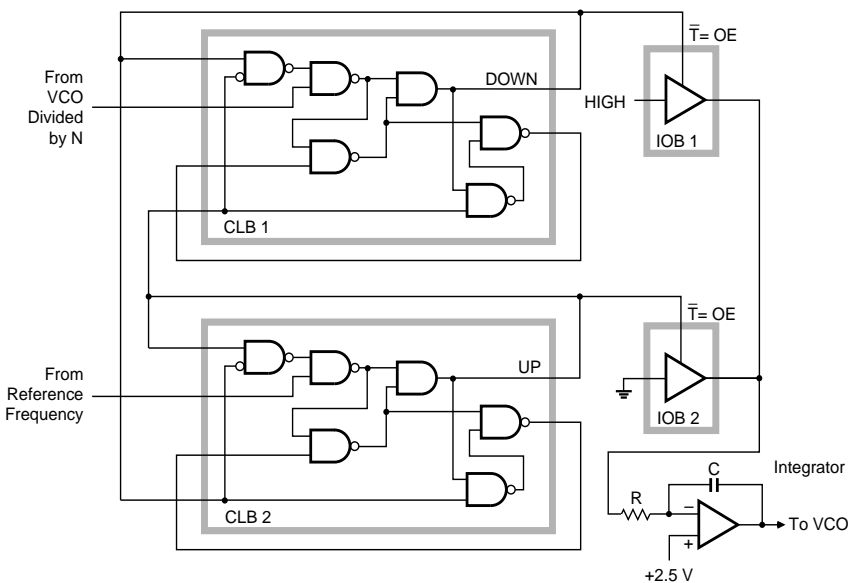 T̅= OE
From
VCO
Divided
by N
DOWN
HIGH
IOB 1
CLB 1
T̅= OE
From
Reference
Frequency
UP
IOB 2
CLB 2
C
Integrator
R
−
+
To VCO
+2.5 V